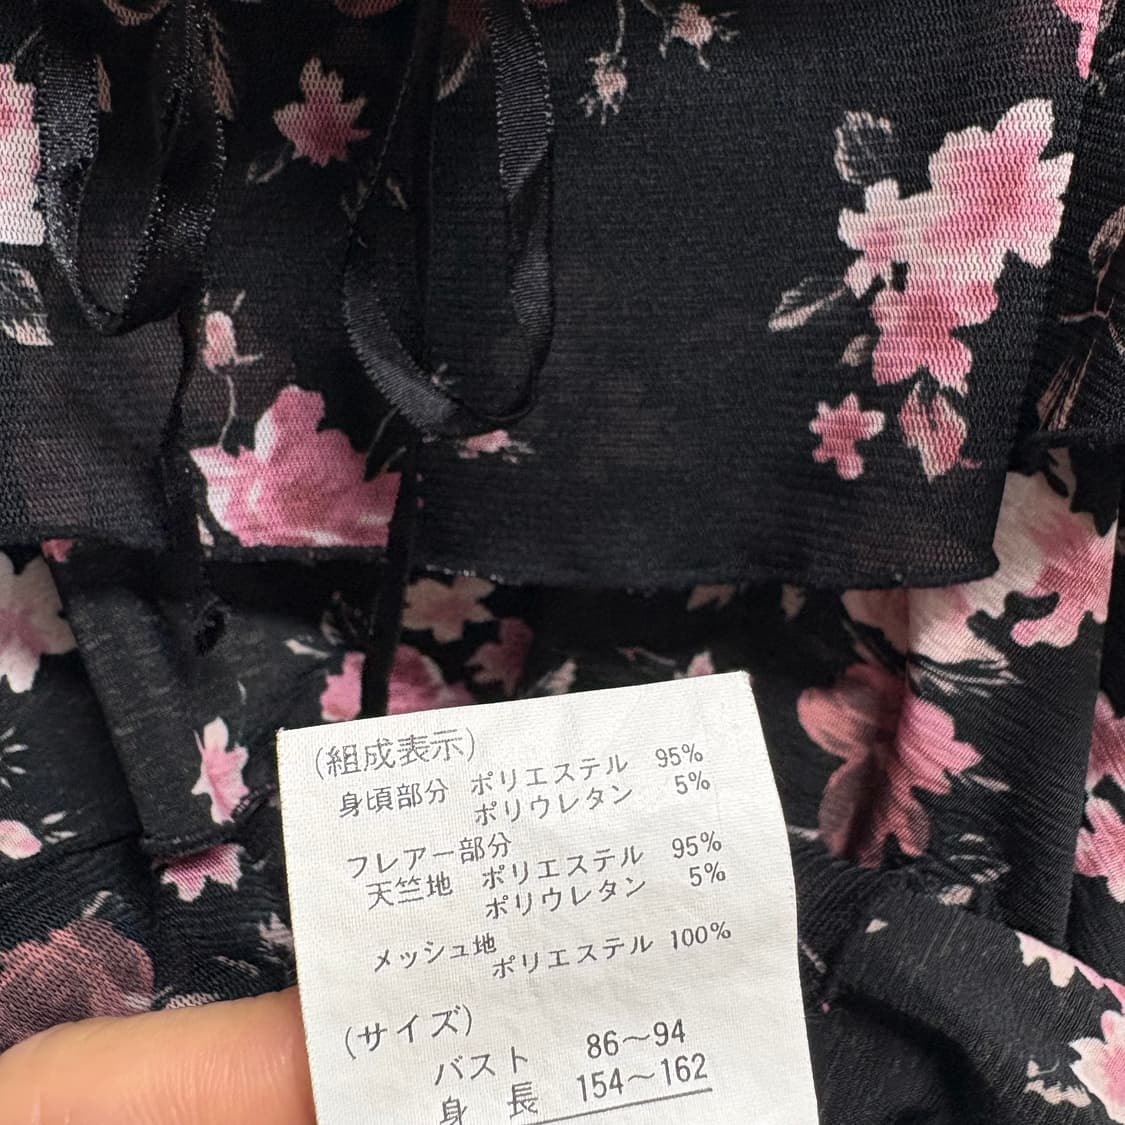 (組成表示)
身頃部分 ポリエステル 95%
ポリウレタン 5%
フレアー部分
天竺地 ポリエステル 95%
ポリウレタン 5%
メッシュ地
ポリエステル 100%
(サイズ)
バスト 86～94
身長 154～162